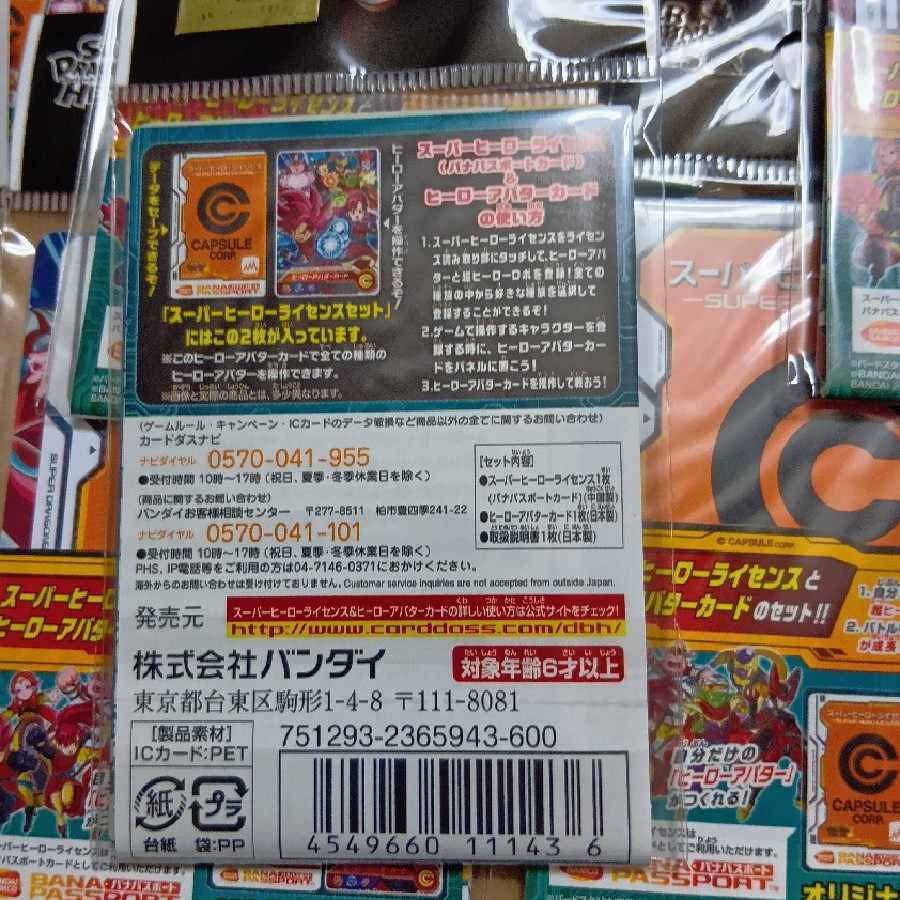 データをセーブできるぞ!
CAPSULE
CORP.
BANAPASSPORT
ヒーローアバターカード
ヒーローアバターを操作できるぞ!
「スーパーヒーローライセンスセット」
にはこの2枚が入っています。
※このヒーローアバターカードで全ての種類の
ヒーローアバターを操作できます。
※画像と実際の商品とは、多少異なります。
スーパーヒーローライセンス
(バナパスポートカード)
&
ヒーローアバターカード
の使い方
1.スーパーヒーローライセンスをライセン
ス読み取り部にタッチして、ヒーローアバ
ターと超ヒーローロボを登録!全ての
種族の中から好きな種族を選択して
登録することができるぞ!
2.ゲームで操作するキャラクターを登
録する時に、ヒーローアバターカー
ドをパネルに置こう!
3.ヒーローアバターカードを操作して戦おう!
(ゲームルール・キャンペーン・ICカードのデータ破損など商品以外の全てに関するお問い合わせ)
カードダスナビ
ナビダイヤル 0570-041-955
●受付時間 10時~17時(祝日、夏季・冬季休業日を除く)
(商品に関するお問い合わせ)
バンダイお客様相談センター 〒277-8511 柏市豊四季241-22
ナビダイヤル 0570-041-101
●受付時間 10時~17時(祝日、夏季・冬季休業日を除く)
PHS、IP電話等をご利用の方は04-7146-0371におかけください。
海外からのお問い合わせは受け付けておりません。Customer service inquiries are not accepted from outside Japan.
[セット内容]
●スーパーヒーローライセンス1枚
(バナパスポートカード)(中国製)
●ヒーローアバターカード1枚(日本製)
●取扱説明書1枚(日本製)
発売元
スーパーヒーローライセンス&ヒーローアバターカードの詳しい使い方は公式サイトをチェック!
http://www.carddass.com/dbh/
株式会社バンダイ
対象年齢6才以上
東京都台東区駒形1-4-8 〒111-8081
[製品素材]
ICカード:PET
751293-2365943-600
紙
プラ
台紙 袋:PP
4549660 11143 6
© CAPSULE CORP.
ーローライセンスと
バターカードのセット!!
自分だけの
「ヒーローアバター」
がつくれる!
CAPSULE
CORP.
BANA
PASSPORT
バナパスポート
オリジナ